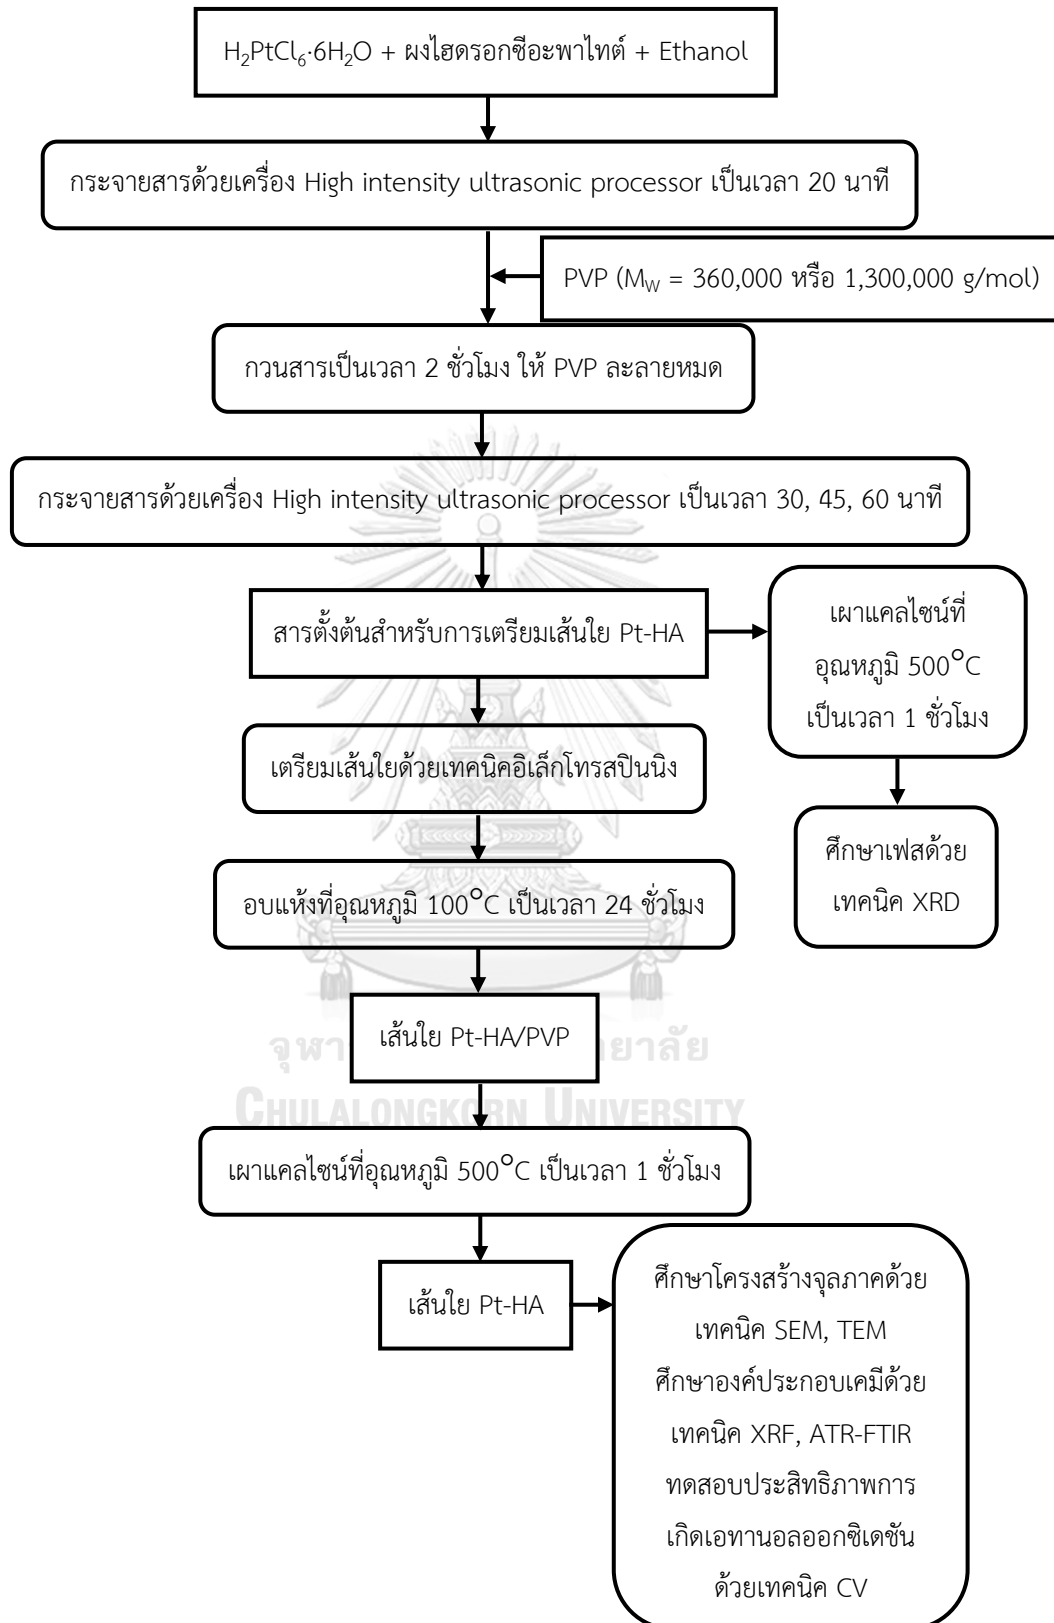 H₂PtCl₆·6H₂O + ผงไฮดรอกซีอะพาไทต์ + Ethanol
กระจายสารด้วยเครื่อง High intensity ultrasonic processor เป็นเวลา 20 นาที
PVP (M_W = 360,000 หรือ 1,300,000 g/mol)
กวนสารเป็นเวลา 2 ชั่วโมง ให้ PVP ละลายหมด
กระจายสารด้วยเครื่อง High intensity ultrasonic processor เป็นเวลา 30, 45, 60 นาที
สารตั้งต้นสำหรับการเตรียมเส้นใย Pt-HA
เผาแคลไซน์ที่
อุณหภูมิ 500°C
เป็นเวลา 1 ชั่วโมง
ศึกษาเฟสด้วย
เทคนิค XRD
เตรียมเส้นใยด้วยเทคนิคอิเล็กโทรสปินนิง
อบแห้งที่อุณหภูมิ 100°C เป็นเวลา 24 ชั่วโมง
เส้นใย Pt-HA/PVP
จุฬา
ยาลัย
CHULALONGKORN UNIVERSITY
เผาแคลไซน์ที่อุณหภูมิ 500°C เป็นเวลา 1 ชั่วโมง
เส้นใย Pt-HA
ศึกษาโครงสร้างจุลภาคด้วย
เทคนิค SEM, TEM
ศึกษาองค์ประกอบเคมีด้วย
เทคนิค XRF, ATR-FTIR
ทดสอบประสิทธิภาพการ
เกิดเอทานอลออกซิเดชัน
ด้วยเทคนิค CV